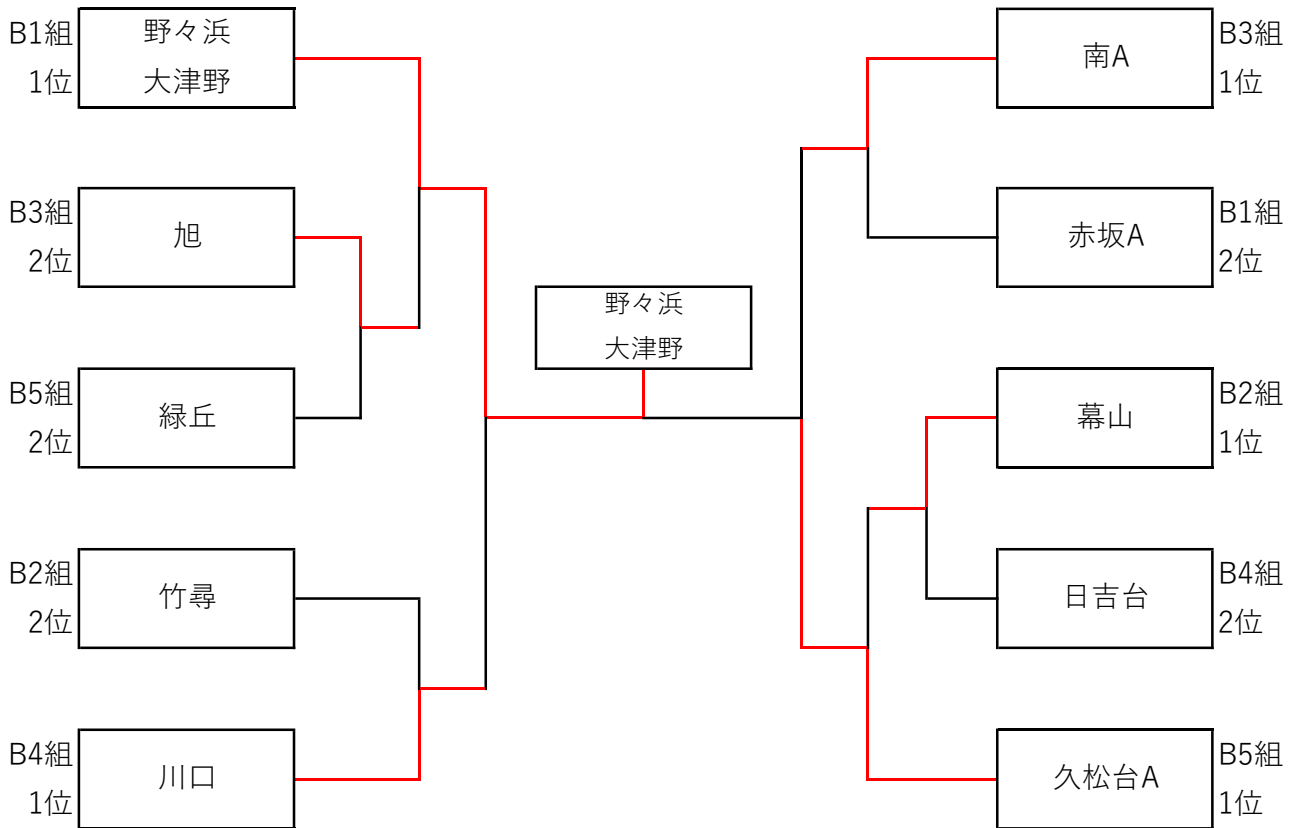 B1組
1位
野々浜
大津野
B3組
2位
旭
B5組
2位
緑丘
B2組
2位
竹尋
B4組
1位
川口
野々浜
大津野
南A
B3組
1位
赤坂A
B1組
2位
幕山
B2組
1位
日吉台
B4組
2位
久松台A
B5組
1位